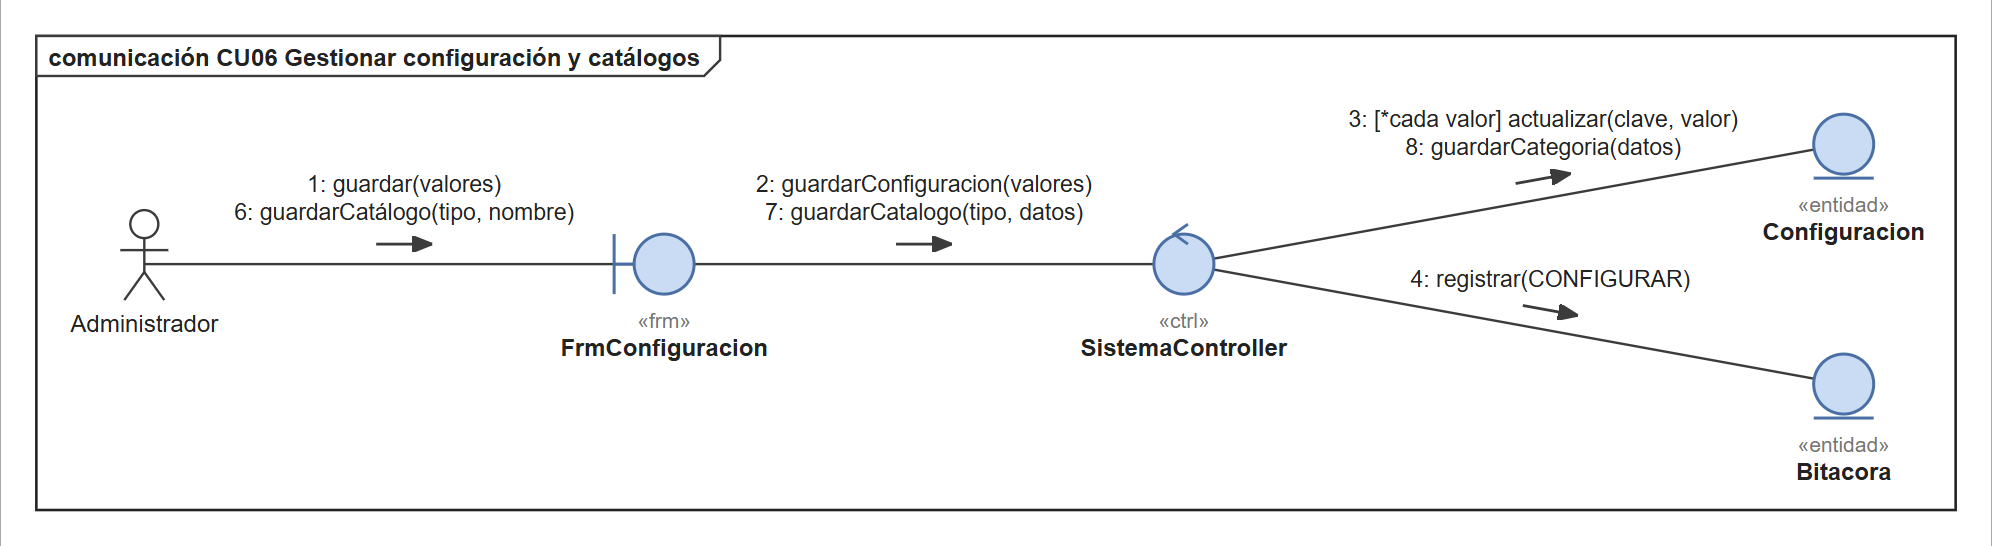 comunicación CU06 Gestionar configuración y catálogos
1: guardar(valores)
6: guardarCatálogo(tipo, nombre)
2: guardarConfiguracion(valores)
7: guardarCatalogo(tipo, datos)
3: [*cada valor] actualizar(clave, valor)
8: guardarCategoria(datos)
4: registrar(CONFIGURAR)
Administrador
«frm»
FrmConfiguracion
«ctrl»
SistemaController
«entidad»
Configuracion
«entidad»
Bitacora